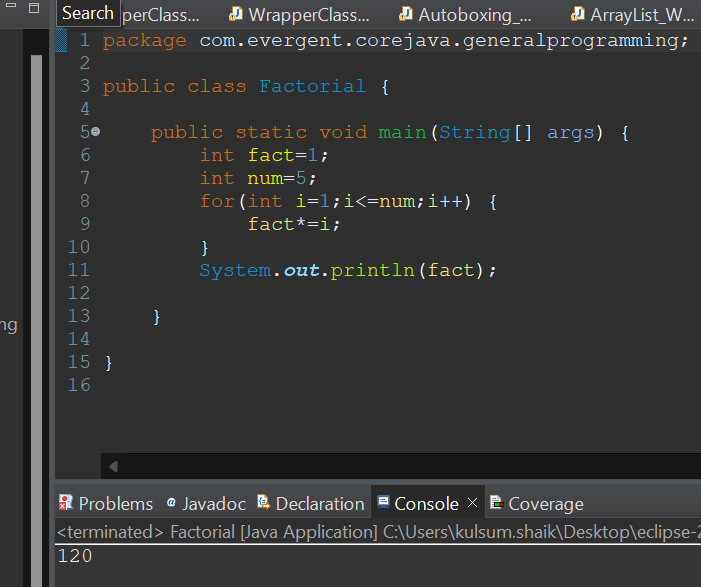 Search perClass... WrapperClass... Autoboxing_... ArrayList_W...
1 package com.evergent.corejava.generalprogramming;
2
3 public class Factorial {
4
5 public static void main(String[] args) {
6 int fact=1;
7 int num=5;
8 for(int i=1;i<=num;i++) {
9 fact*=i;
10 }
11 System.out.println(fact);
12
13 }
14
15 }
16
ng
Problems @ Javadoc Declaration Console × Coverage
<terminated> Factorial [Java Application] C:\Users\kulsum.shaik\Desktop\eclipse-2
120